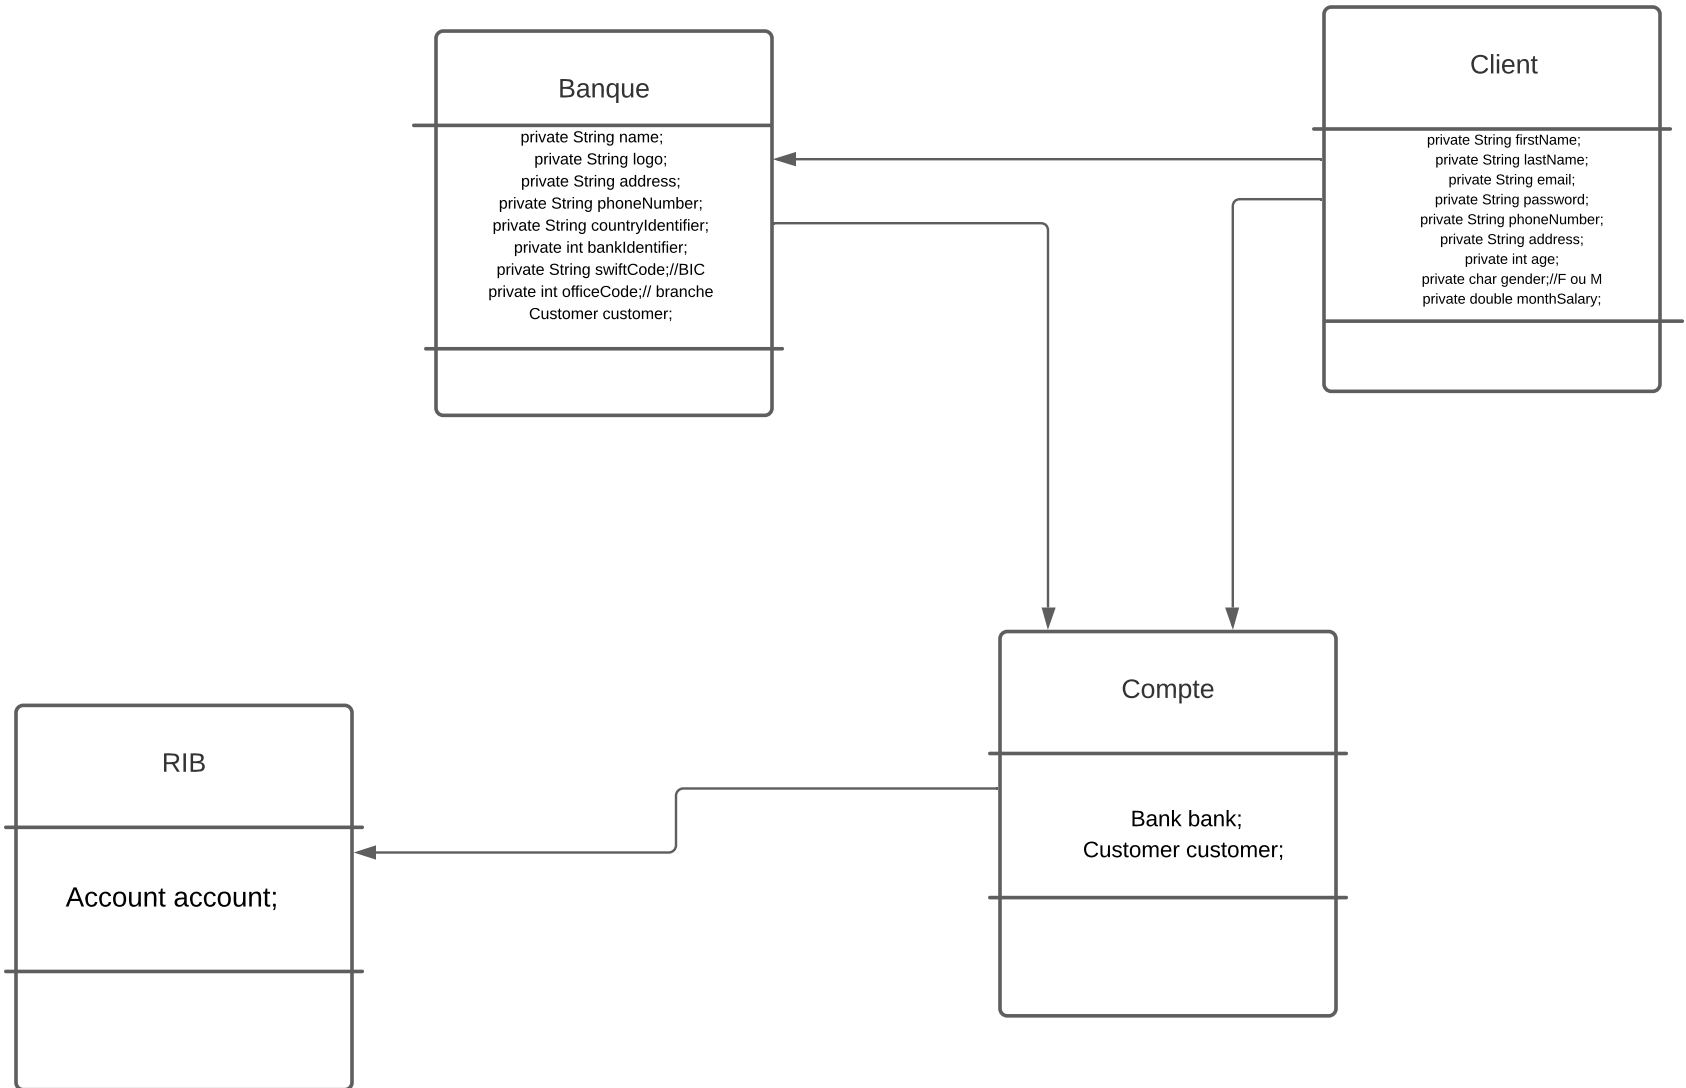 Banque
private String name;
private String logo;
private String address;
private String phoneNumber;
private String countryIdentifier;
private int bankIdentifier;
private String swiftCode;//BIC
private int officeCode;// branche
Customer customer;
Client
private String firstName;
private String lastName;
private String email;
private String password;
private String phoneNumber;
private String address;
private int age;
private char gender;//F ou M
private double monthSalary;
Compte
Bank bank;
Customer customer;
RIB
Account account;